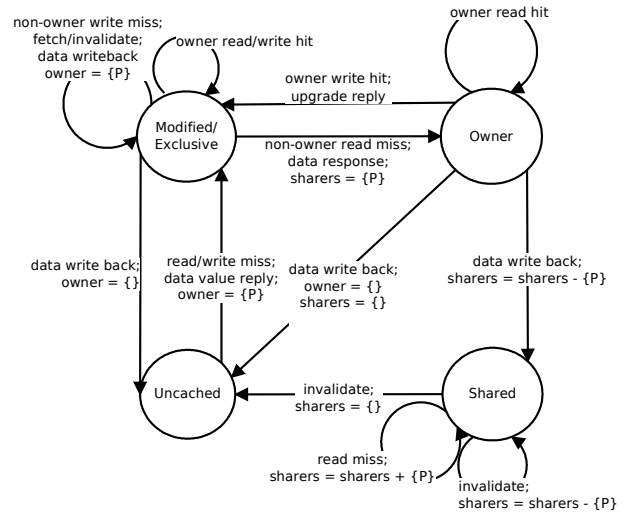 non-owner write miss;
fetch/invalidate;
data writeback
owner = {P}
owner read/write hit
owner read hit
owner write hit;
upgrade reply
Modified/
Exclusive
Owner
non-owner read miss;
data response;
sharers = {P}
data write back;
owner = {}
read/write miss;
data value reply;
owner = {P}
data write back;
owner = {}
sharers = {}
data write back;
sharers = sharers - {P}
Uncached
invalidate;
sharers = {}
Shared
read miss;
sharers = sharers + {P}
invalidate;
sharers = sharers - {P}